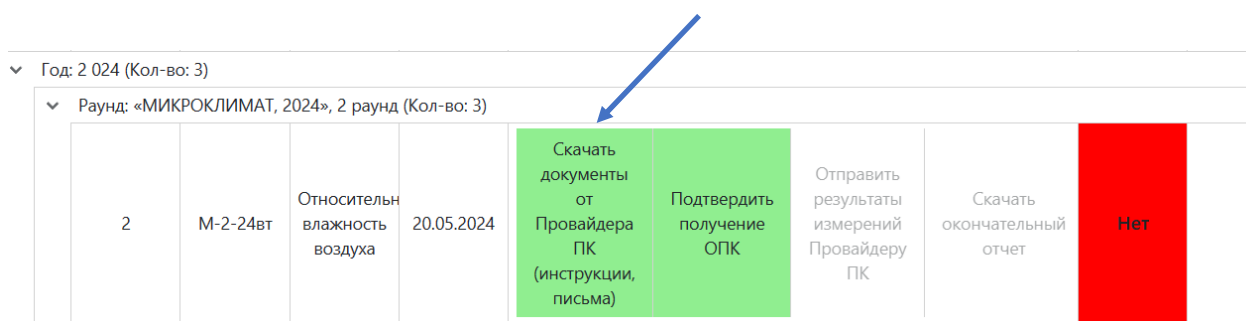 Год: 2 024 (Кол-во: 3)
Раунд: «МИКРОКЛИМАТ, 2024», 2 раунд (Кол-во: 3)
2
М-2-24вт
Относительн
влажность
воздуха
20.05.2024
Скачать
документы
от
Провайдера
ПК
(инструкции,
письма)
Подтвердить
получение
ОПК
Отправить
результаты
измерений
Провайдеру
ПК
Скачать
окончательный
отчет
Нет